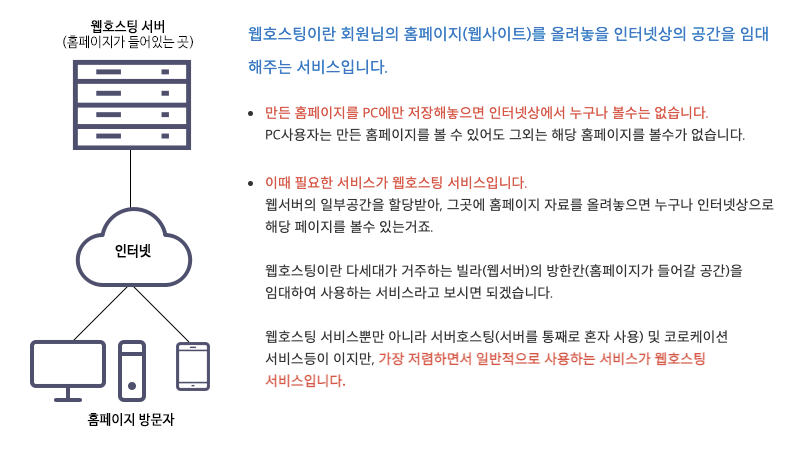 웹호스팅 서버
(홈페이지가 들어있는 곳)
인터넷
홈페이지 방문자
웹호스팅이란 회원님의 홈페이지(웹사이트)를 올려놓을 인터넷상의 공간을 임대
해주는 서비스입니다.
• 만든 홈페이지를 PC에만 저장해놓으면 인터넷상에서 누구나 볼수는 없습니다.
PC사용자는 만든 홈페이지를 볼 수 있어도 그외는 해당 홈페이지를 볼수가 없습니다.
• 이때 필요한 서비스가 웹호스팅 서비스입니다.
웹서버의 일부공간을 할당받아, 그곳에 홈페이지 자료를 올려놓으면 누구나 인터넷상으로
해당 페이지를 볼수 있는거죠.
웹호스팅이란 다세대가 거주하는 빌라(웹서버)의 방한칸(홈페이지가 들어갈 공간)을
임대하여 사용하는 서비스라고 보시면 되겠습니다.
웹호스팅 서비스뿐만 아니라 서버호스팅(서버를 통째로 혼자 사용) 및 코로케이션
서비스등이 이지만, 가장 저렴하면서 일반적으로 사용하는 서비스가 웹호스팅
서비스입니다.